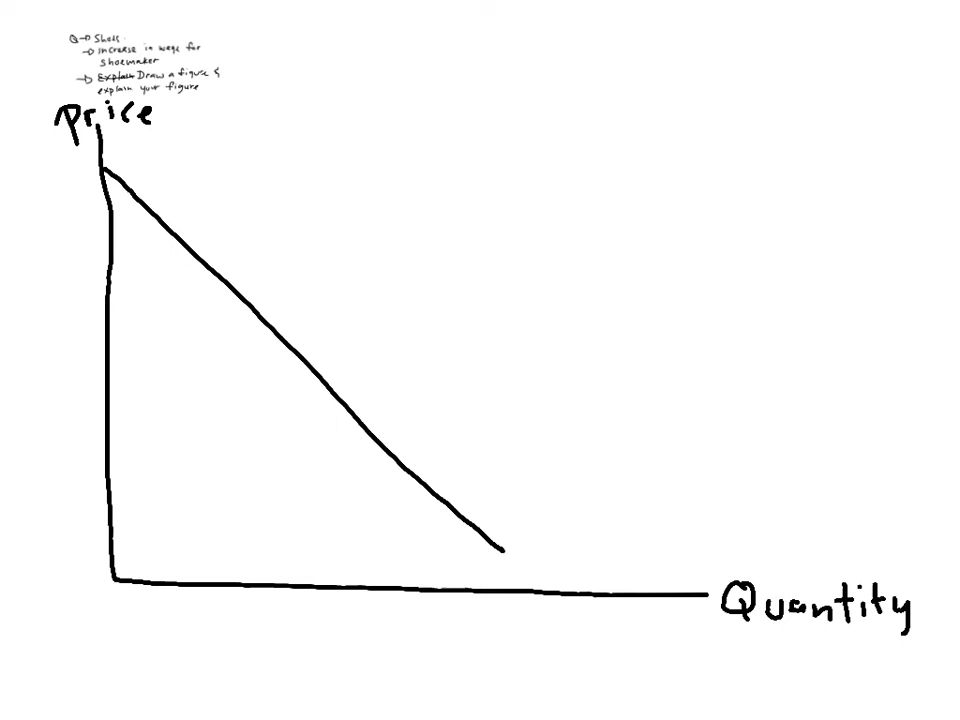 Q→ Shoes.
→ Increase in wage for
shoemaker
→ Explain Draw a figure &
explain your figure
Price
Quantity